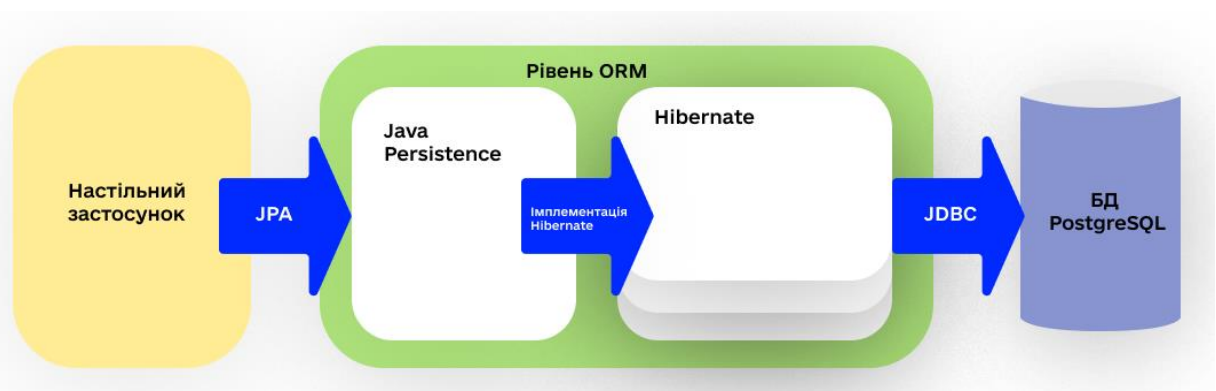 Рівень ORM
Java
Persistence
Hibernate
Настільний
застосунок
JPA
Імплементація
Hibernate
JDBC
БД
PostgreSQL